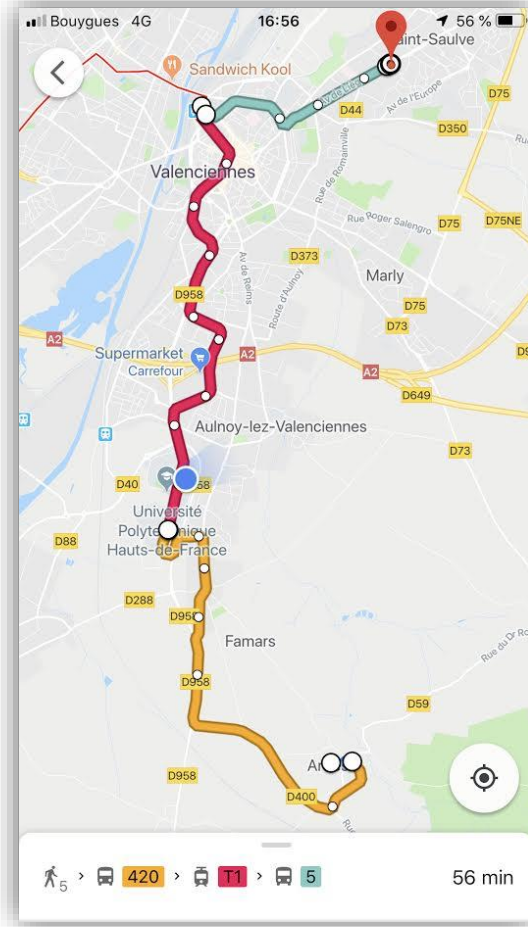 Bouygues 4G 16:56 56 %
Saint-Saulve
Sandwich Kool
Av de l'Europe
D75
D44
D350
Valenciennes
Rue de Romainville
Rue Roger Salengro
D75
D75NE
D373
Av de Reims
Route d'Aulnoy
Marly
D958
D75
D73
A2
Supermarket
Carrefour
A2
A2
D649
Aulnoy-lez-Valenciennes
D73
D40
Université
Polytechnique
Hauts-de-France
D88
D288
D958
Famars
Rue du
D958
D59
D958
D400
5 420 T1 5 56 min